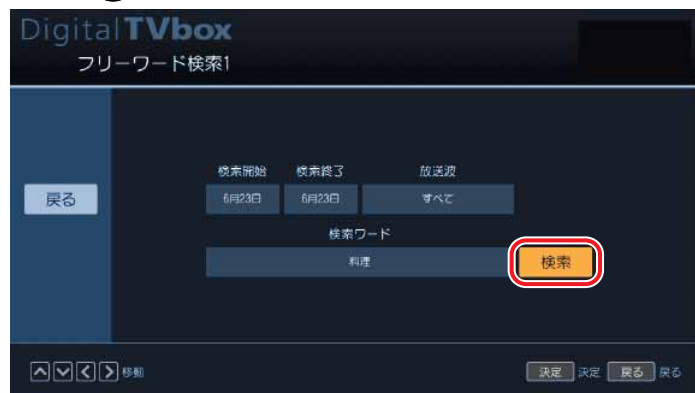 Digital TVbox
フリーワード検索1
検索開始 検索終了 放送波
戻る 6月23日 6月23日 すべて
検索ワード
料理 検索
移動 決定 決定 戻る 戻る